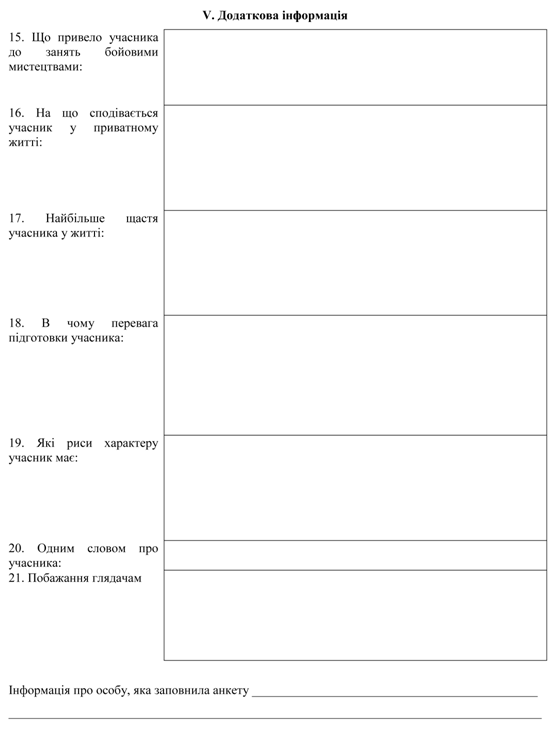 V. Додаткова інформація
15. Що привело учасника
до занять бойовими
мистецтвами:
16. На що сподівається
учасник у приватному
житті:
17. Найбільше щастя
учасника у житті:
18. В чому перевага
підготовки учасника:
19. Які риси характеру
учасник має:
20. Одним словом про
учасника:
21. Побажання глядачам
Інформація про особу, яка заповнила анкету